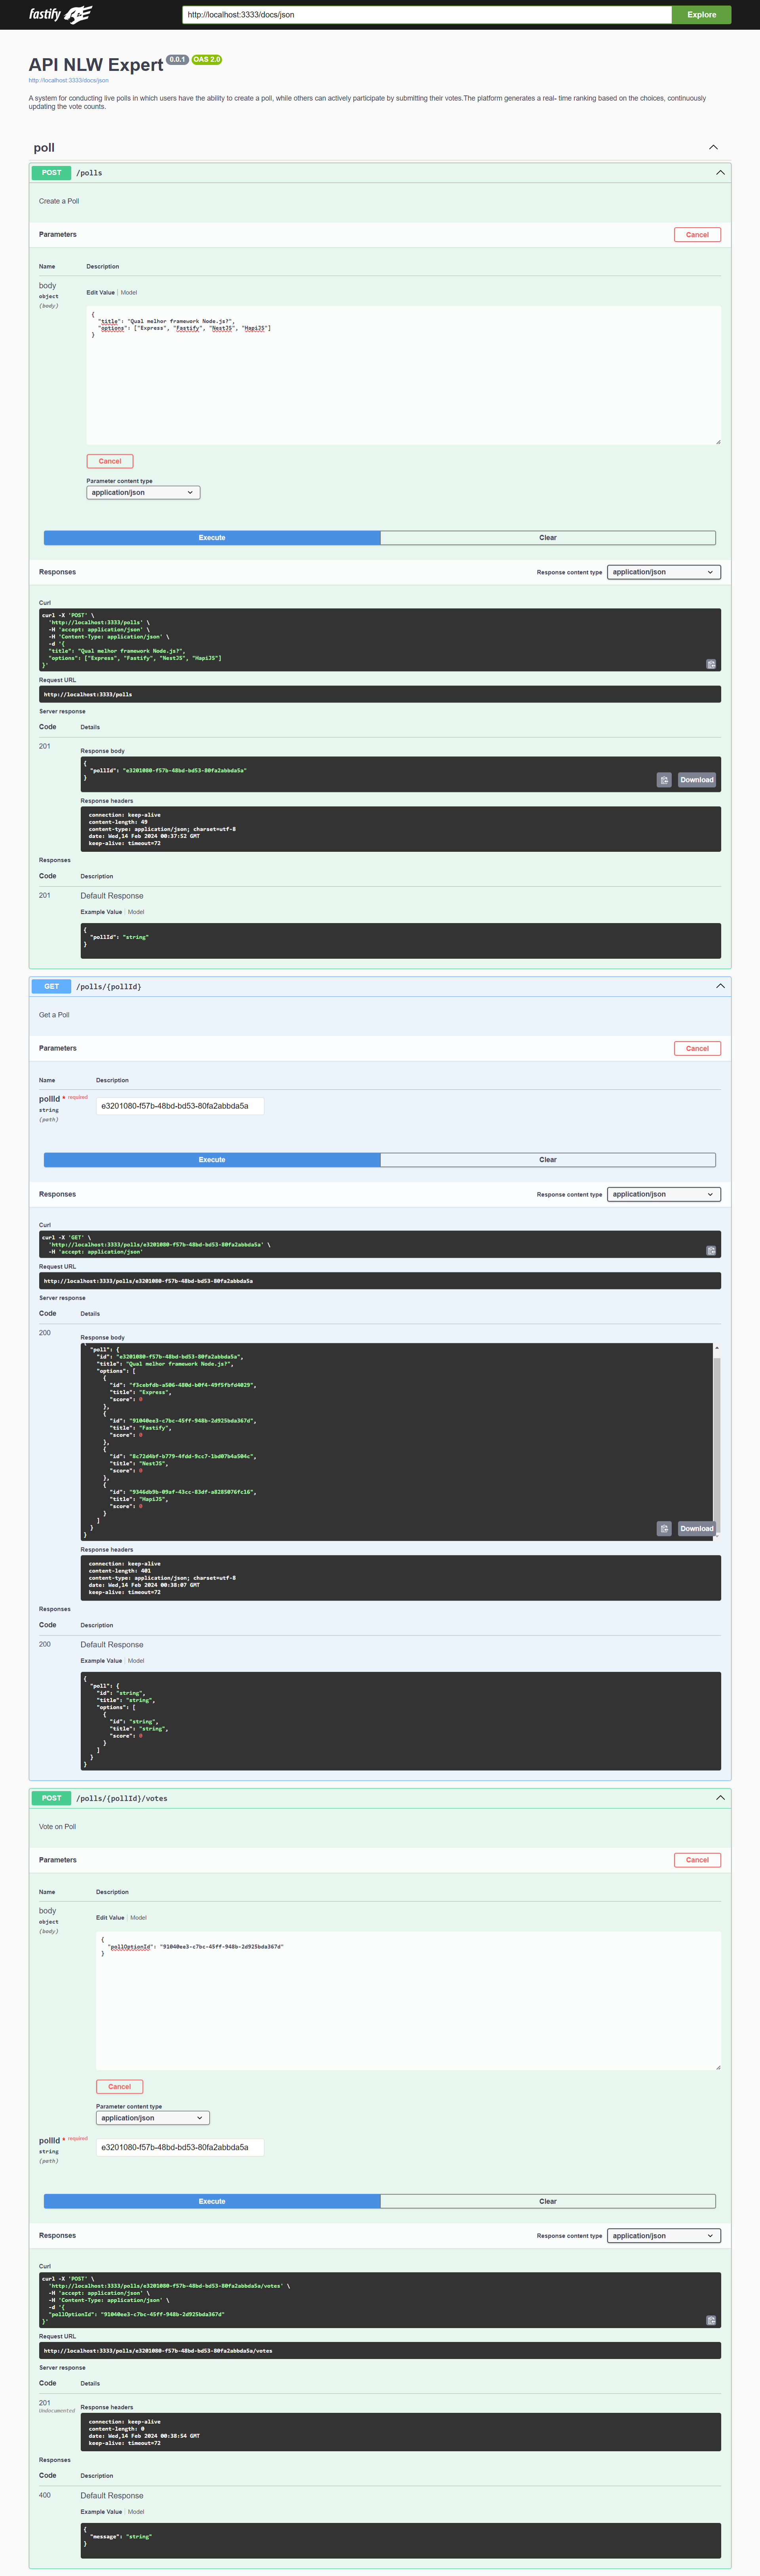 fastify
http://localhost:3333/docs/json
Explore
API NLW Expert 0.0.1 OAS 2.0
http://localhost:3333/docs/json
A system for conducting live polls in which users have the ability to create a poll, while others can actively participate by submitting their votes.The platform generates a real- time ranking based on the choices, continuously
updating the vote counts.
poll
POST /polls
Create a Poll
Parameters
Cancel
Name Description
body
object
(body)
Edit Value Model
{
"title": "Qual melhor framework Node.js?",
"options": ["Express", "Fastify", "NestJS", "HapiJS"]
}
Cancel
Parameter content type
application/json
Execute Clear
Responses
Response content type application/json
Curl
curl -X 'POST' \
'http://localhost:3333/polls' \
-H 'accept: application/json' \
-H 'Content-Type: application/json' \
-d '{
"title": "Qual melhor framework Node.js?",
"options": ["Express", "Fastify", "NestJS", "HapiJS"]
}'
Request URL
http://localhost:3333/polls
Server response
Code Details
201
Response body
{
"pollId": "e3201080-f57b-48bd-bd53-80fa2abbda5a"
}
Download
Response headers
connection: keep-alive
content-length: 49
content-type: application/json; charset=utf-8
date: Wed,14 Feb 2024 00:37:52 GMT
keep-alive: timeout=72
Responses
Code Description
201 Default Response
Example Value Model
{
"pollId": "string"
}
GET /polls/{pollId}
Get a Poll
Parameters
Cancel
Name Description
pollId * required
string
(path)
e3201080-f57b-48bd-bd53-80fa2abbda5a
Execute Clear
Responses
Response content type application/json
Curl
curl -X 'GET' \
'http://localhost:3333/polls/e3201080-f57b-48bd-bd53-80fa2abbda5a' \
-H 'accept: application/json'
Request URL
http://localhost:3333/polls/e3201080-f57b-48bd-bd53-80fa2abbda5a
Server response
Code Details
200
Response body
"poll": {
"id": "e3201080-f57b-48bd-bd53-80fa2abbda5a",
"title": "Qual melhor framework Node.js?",
"options": [
{
"id": "f3cebfdb-a506-480d-b0f4-49f5fbfd4029",
"title": "Express",
"score": 0
},
{
"id": "91040ee3-c7bc-45ff-948b-2d925bda367d",
"title": "Fastify",
"score": 0
},
{
"id": "8c72d4bf-b779-4fdd-9cc7-1bd07b4a504c",
"title": "NestJS",
"score": 0
},
{
"id": "9346db9b-09af-43cc-83df-a8285076fc16",
"title": "HapiJS",
"score": 0
}
]
}
}
Download
Response headers
connection: keep-alive
content-length: 401
content-type: application/json; charset=utf-8
date: Wed,14 Feb 2024 00:38:07 GMT
keep-alive: timeout=72
Responses
Code Description
200 Default Response
Example Value Model
{
"poll": {
"id": "string",
"title": "string",
"options": [
{
"id": "string",
"title": "string",
"score": 0
}
]
}
}
POST /polls/{pollId}/votes
Vote on Poll
Parameters
Cancel
Name Description
body
object
(body)
Edit Value Model
{
"pollOptionId": "91040ee3-c7bc-45ff-948b-2d925bda367d"
}
Cancel
Parameter content type
application/json
pollId * required
string
(path)
e3201080-f57b-48bd-bd53-80fa2abbda5a
Execute Clear
Responses
Response content type application/json
Curl
curl -X 'POST' \
'http://localhost:3333/polls/e3201080-f57b-48bd-bd53-80fa2abbda5a/votes' \
-H 'accept: application/json' \
-H 'Content-Type: application/json' \
-d '{
"pollOptionId": "91040ee3-c7bc-45ff-948b-2d925bda367d"
}'
Request URL
http://localhost:3333/polls/e3201080-f57b-48bd-bd53-80fa2abbda5a/votes
Server response
Code Details
201
Undocumented
Response headers
connection: keep-alive
content-length: 0
date: Wed,14 Feb 2024 00:38:54 GMT
keep-alive: timeout=72
Responses
Code Description
400 Default Response
Example Value Model
{
"message": "string"
}